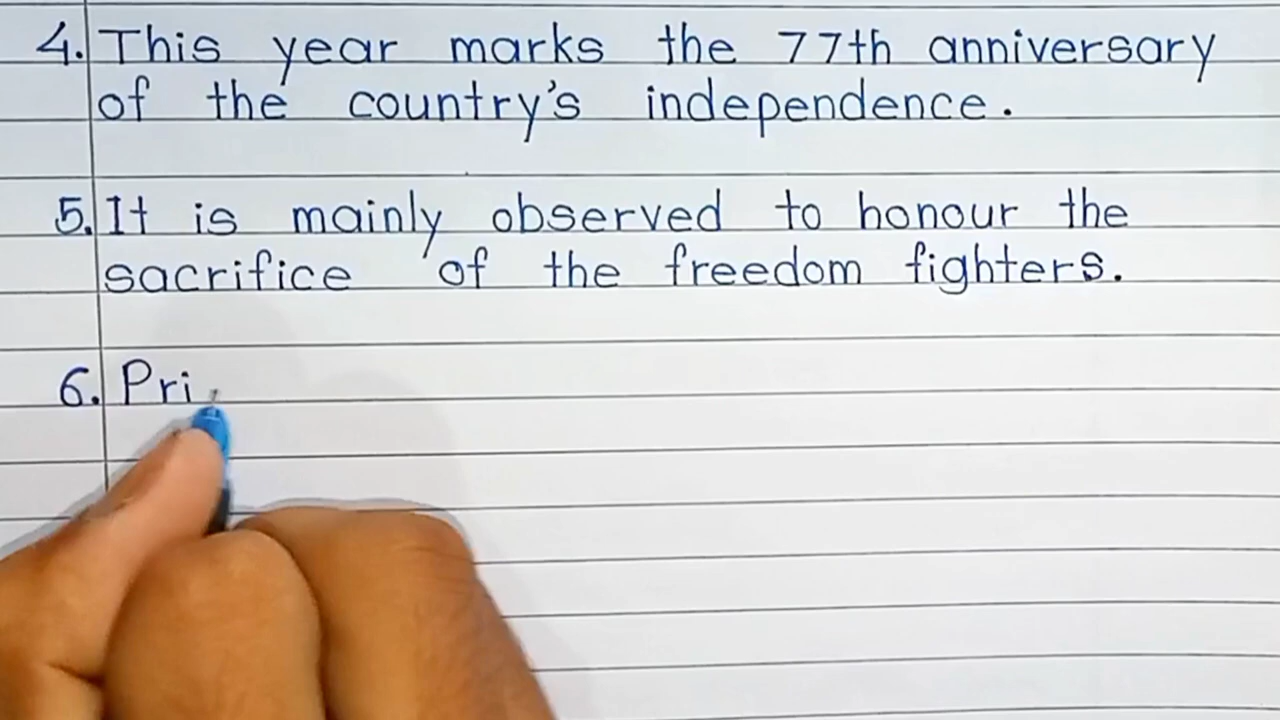 4. This year marks the 77th anniversary
of the country's independence.
5. It is mainly observed to honour the
sacrifice of the freedom fighters.
6. Pri